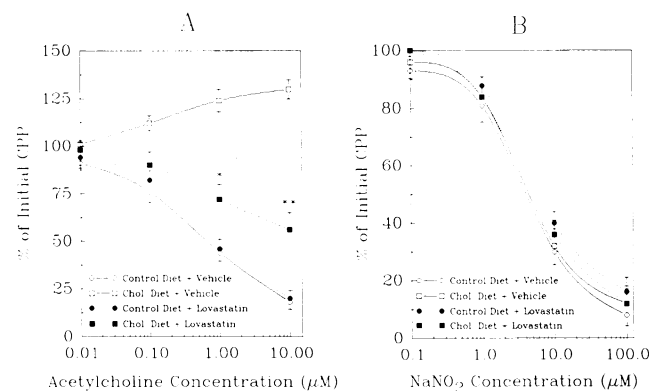 A
B
% of Initial CPP
150
125
100
75
50
25
0
**
Control Diet + Vehicle
Chol Diet + Vehicle
Control Diet + Lovastatin
Chol Diet + Lovastatin
0.01 0.10 1.00 10.00
Acetylcholine Concentration (μM)
% of Initial CPP
100
80
60
40
20
0
Control Diet + Vehicle
Chol Diet + Vehicle
Control Diet + Lovastatin
Chol Diet + Lovastatin
0.1 1.0 10.0 100.0
NaNO₂ Concentration (μM)